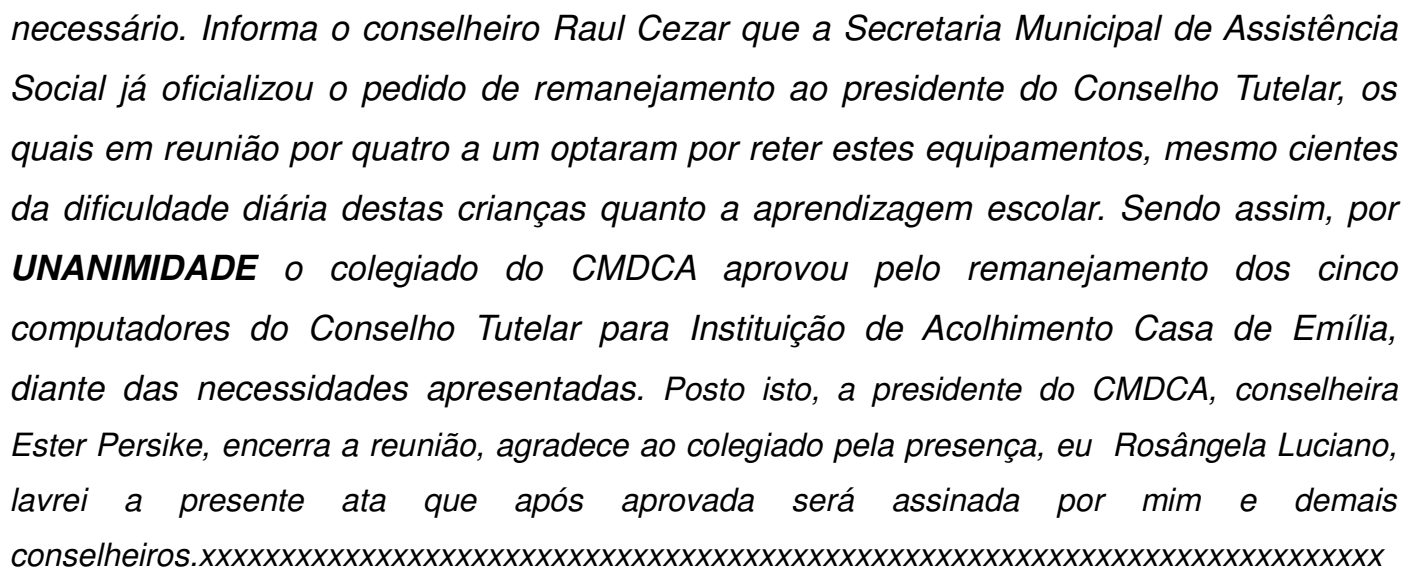 necessário. Informa o conselheiro Raul Cezar que a Secretaria Municipal de Assistência
Social já oficializou o pedido de remanejamento ao presidente do Conselho Tutelar, os
quais em reunião por quatro a um optaram por reter estes equipamentos, mesmo cientes
da dificuldade diária destas crianças quanto a aprendizagem escolar. Sendo assim, por
UNANIMIDADE o colegiado do CMDCA aprovou pelo remanejamento dos cinco
computadores do Conselho Tutelar para Instituição de Acolhimento Casa de Emília,
diante das necessidades apresentadas. Posto isto, a presidente do CMDCA, conselheira
Ester Persike, encerra a reunião, agradece ao colegiado pela presença, eu Rosângela Luciano,
lavrei a presente ata que após aprovada será assinada por mim e demais
conselheiros.xxxxxxxxxxxxxxxxxxxxxxxxxxxxxxxxxxxxxxxxxxxxxxxxxxxxxxxxxxxxxxxxxxxxxxxxxx